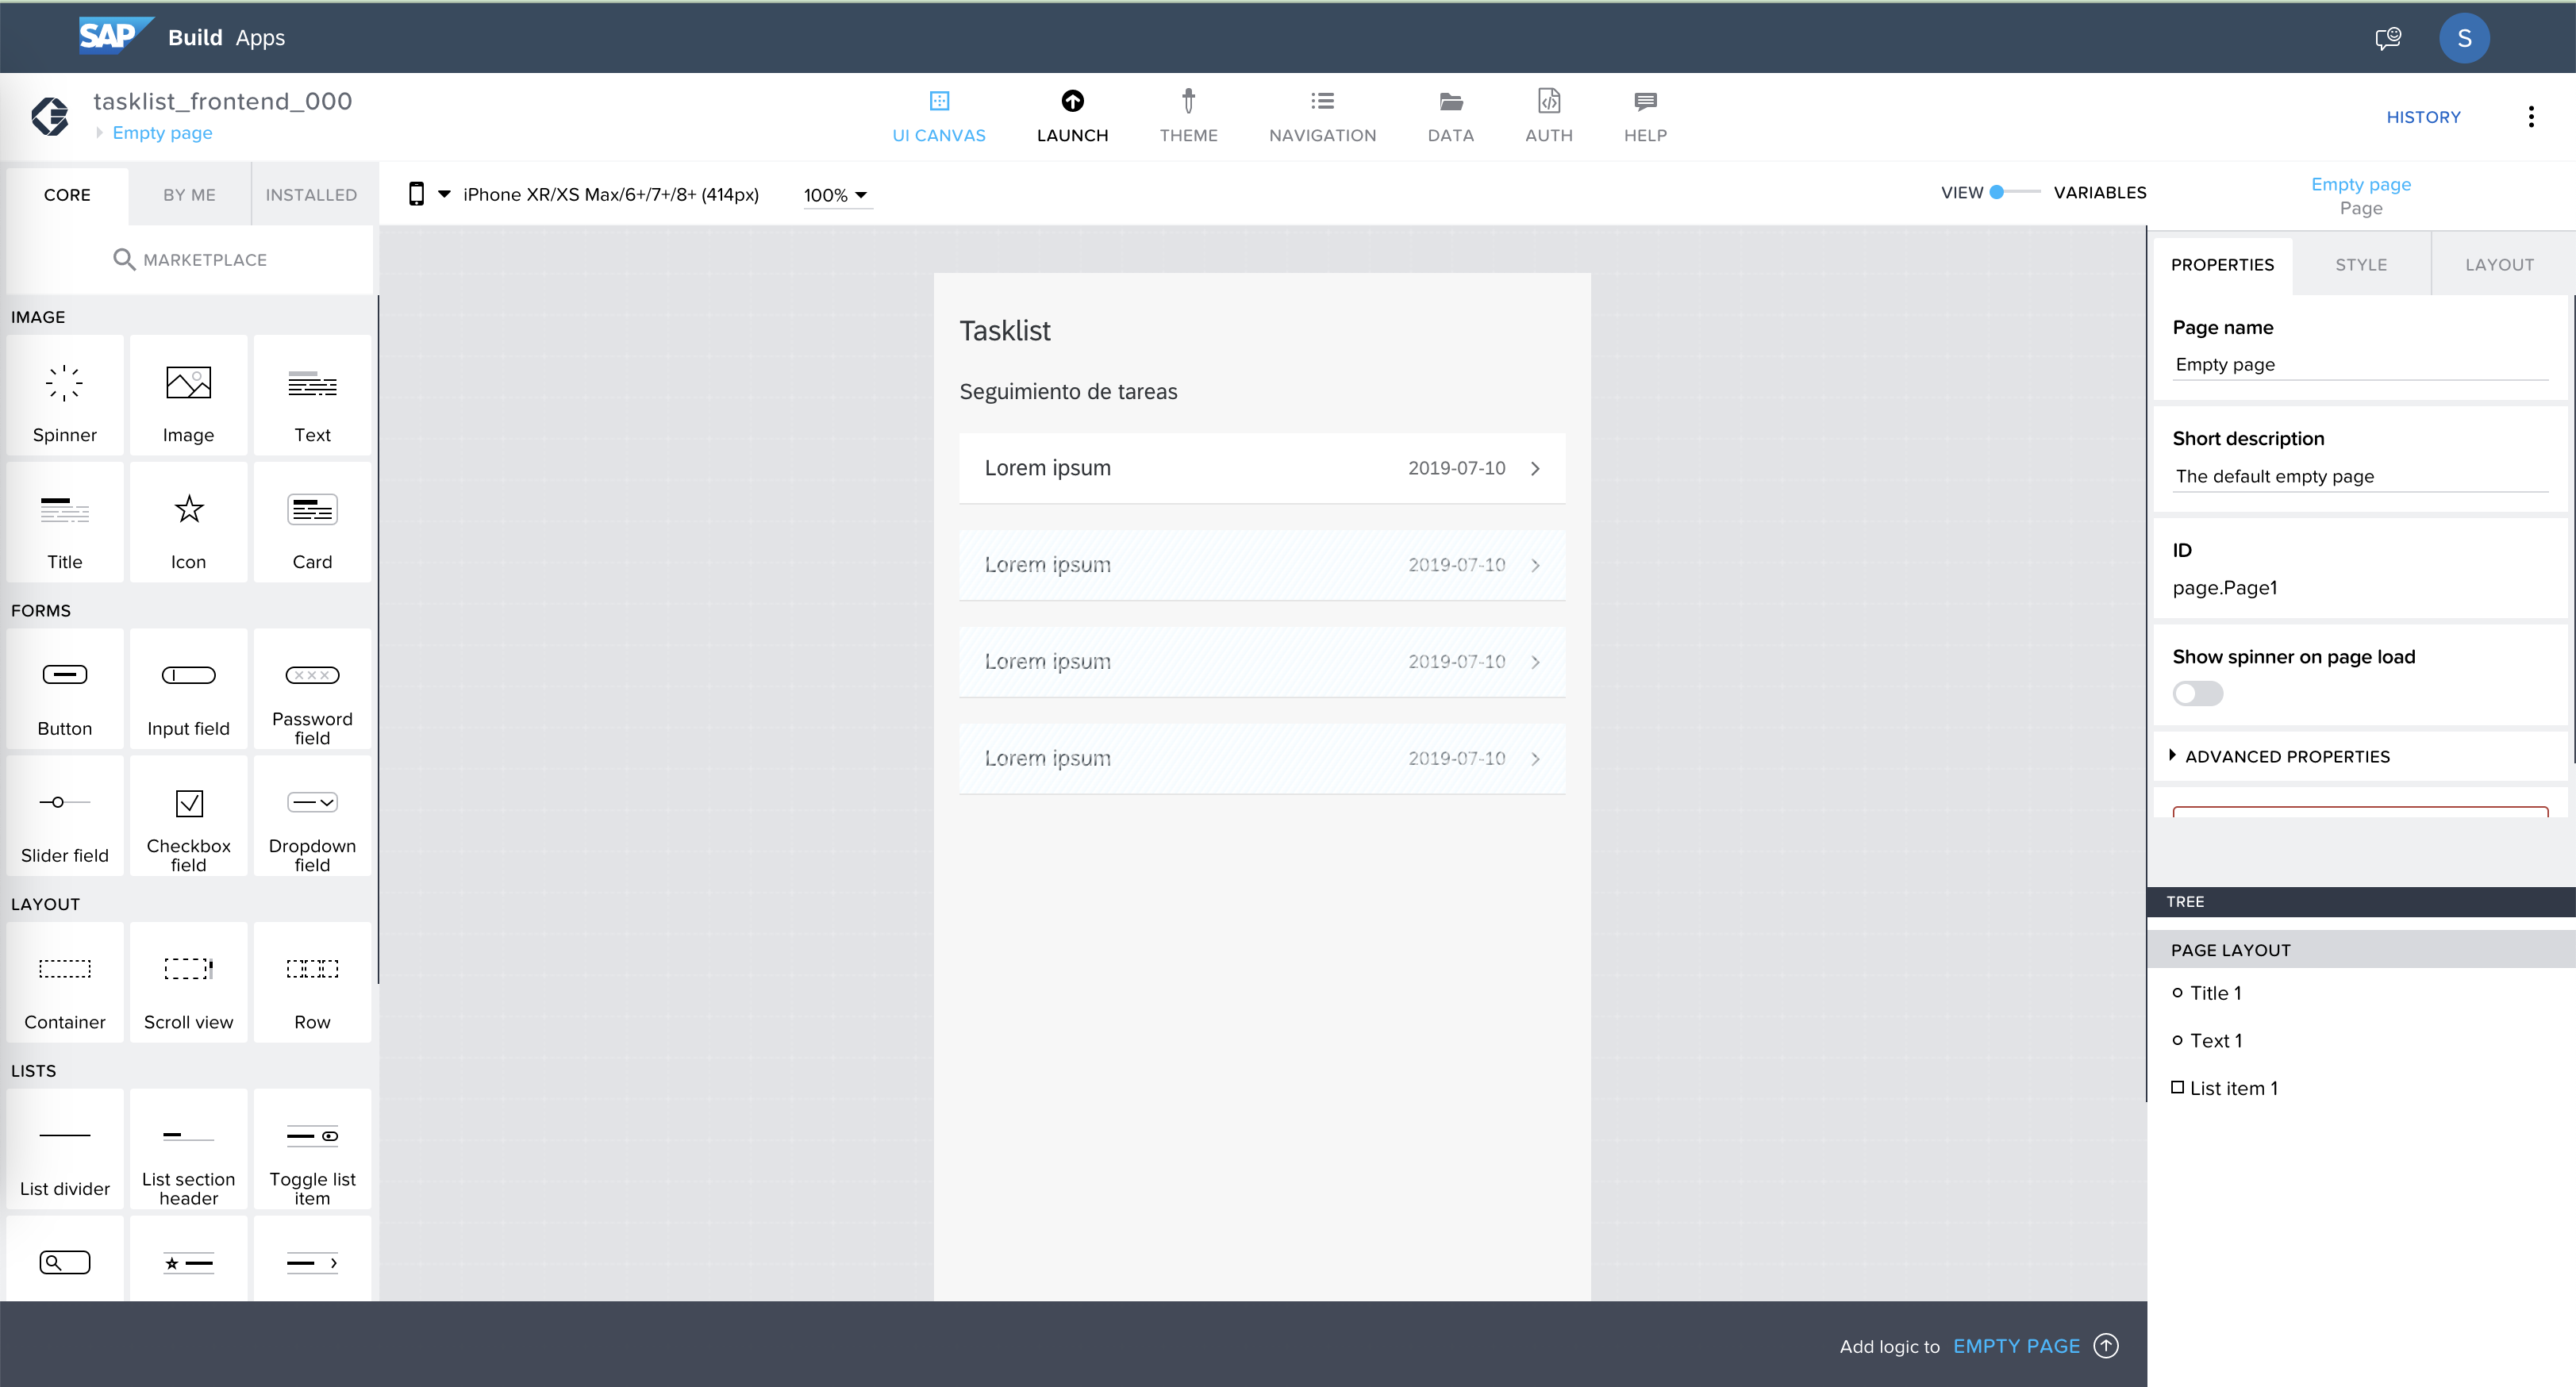 SAP Build Apps
S
tasklist_frontend_000
Empty page
UI CANVAS
LAUNCH
THEME
NAVIGATION
DATA
AUTH
HELP
HISTORY
CORE
BY ME
INSTALLED
iPhone XR/XS Max/6+/7+/8+ (414px)
100%
VIEW
VARIABLES
Empty page
Page
MARKETPLACE
IMAGE
Spinner
Image
Text
Title
Icon
Card
FORMS
Button
Input field
Password
field
Slider field
Checkbox
field
Dropdown
field
LAYOUT
Container
Scroll view
Row
LISTS
List divider
List section
header
Toggle list
item
Tasklist
Seguimiento de tareas
Lorem ipsum 2019-07-10
Lorem ipsum 2019-07-10
Lorem ipsum 2019-07-10
Lorem ipsum 2019-07-10
PROPERTIES
STYLE
LAYOUT
Page name
Empty page
Short description
The default empty page
ID
page.Page1
Show spinner on page load
ADVANCED PROPERTIES
TREE
PAGE LAYOUT
Title 1
Text 1
List item 1
Add logic to EMPTY PAGE